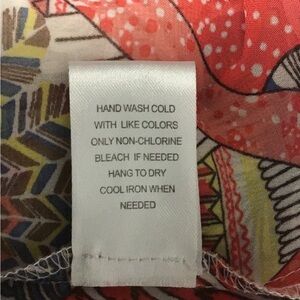 HAND WASH COLD
WITH LIKE COLORS
ONLY NON-CHLORINE
BLEACH IF NEEDED
HANG TO DRY
COOL IRON WHEN
NEEDED